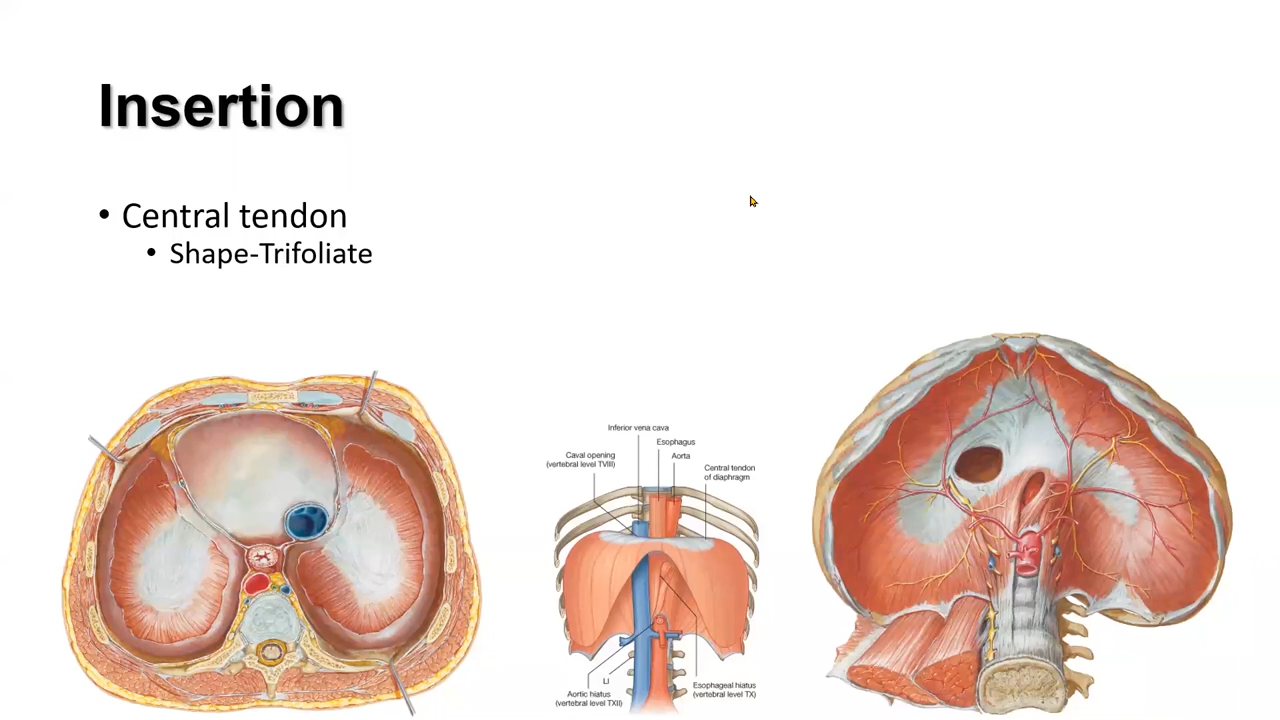 Insertion
• Central tendon
• Shape-Trifoliate
Inferior vena cava
Esophagus
Caval opening
(vertebral level TVIII)
Aorta
Central tendon
of diaphragm
LI
Aortic hiatus
(vertebral level TXII)
Esophageal hiatus
(vertebral level TX)